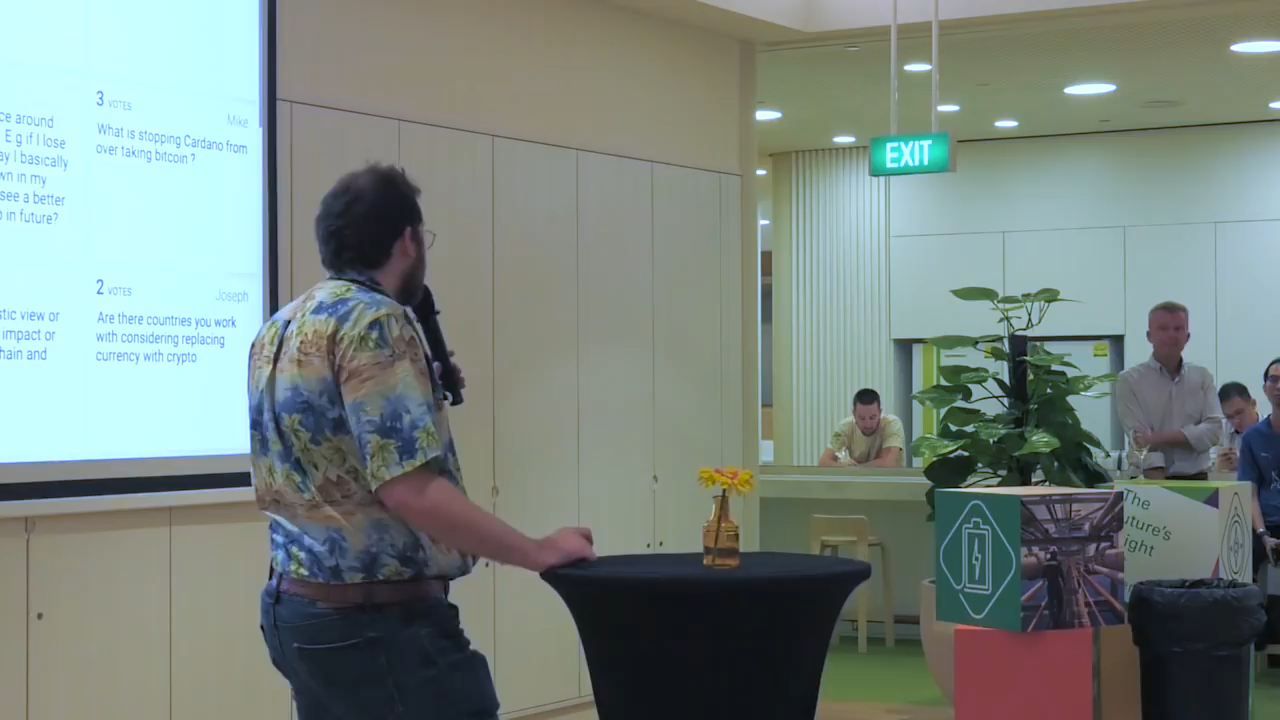 ce around
E g if I lose
ay I basically
wn in my
see a better
o in future?
3 VOTES
Mike
What is stopping Cardano from
over taking bitcoin ?
stic view or
impact or
hain and
2 VOTES
Joseph
Are there countries you work
with considering replacing
currency with crypto
EXIT
The
uture's
ight